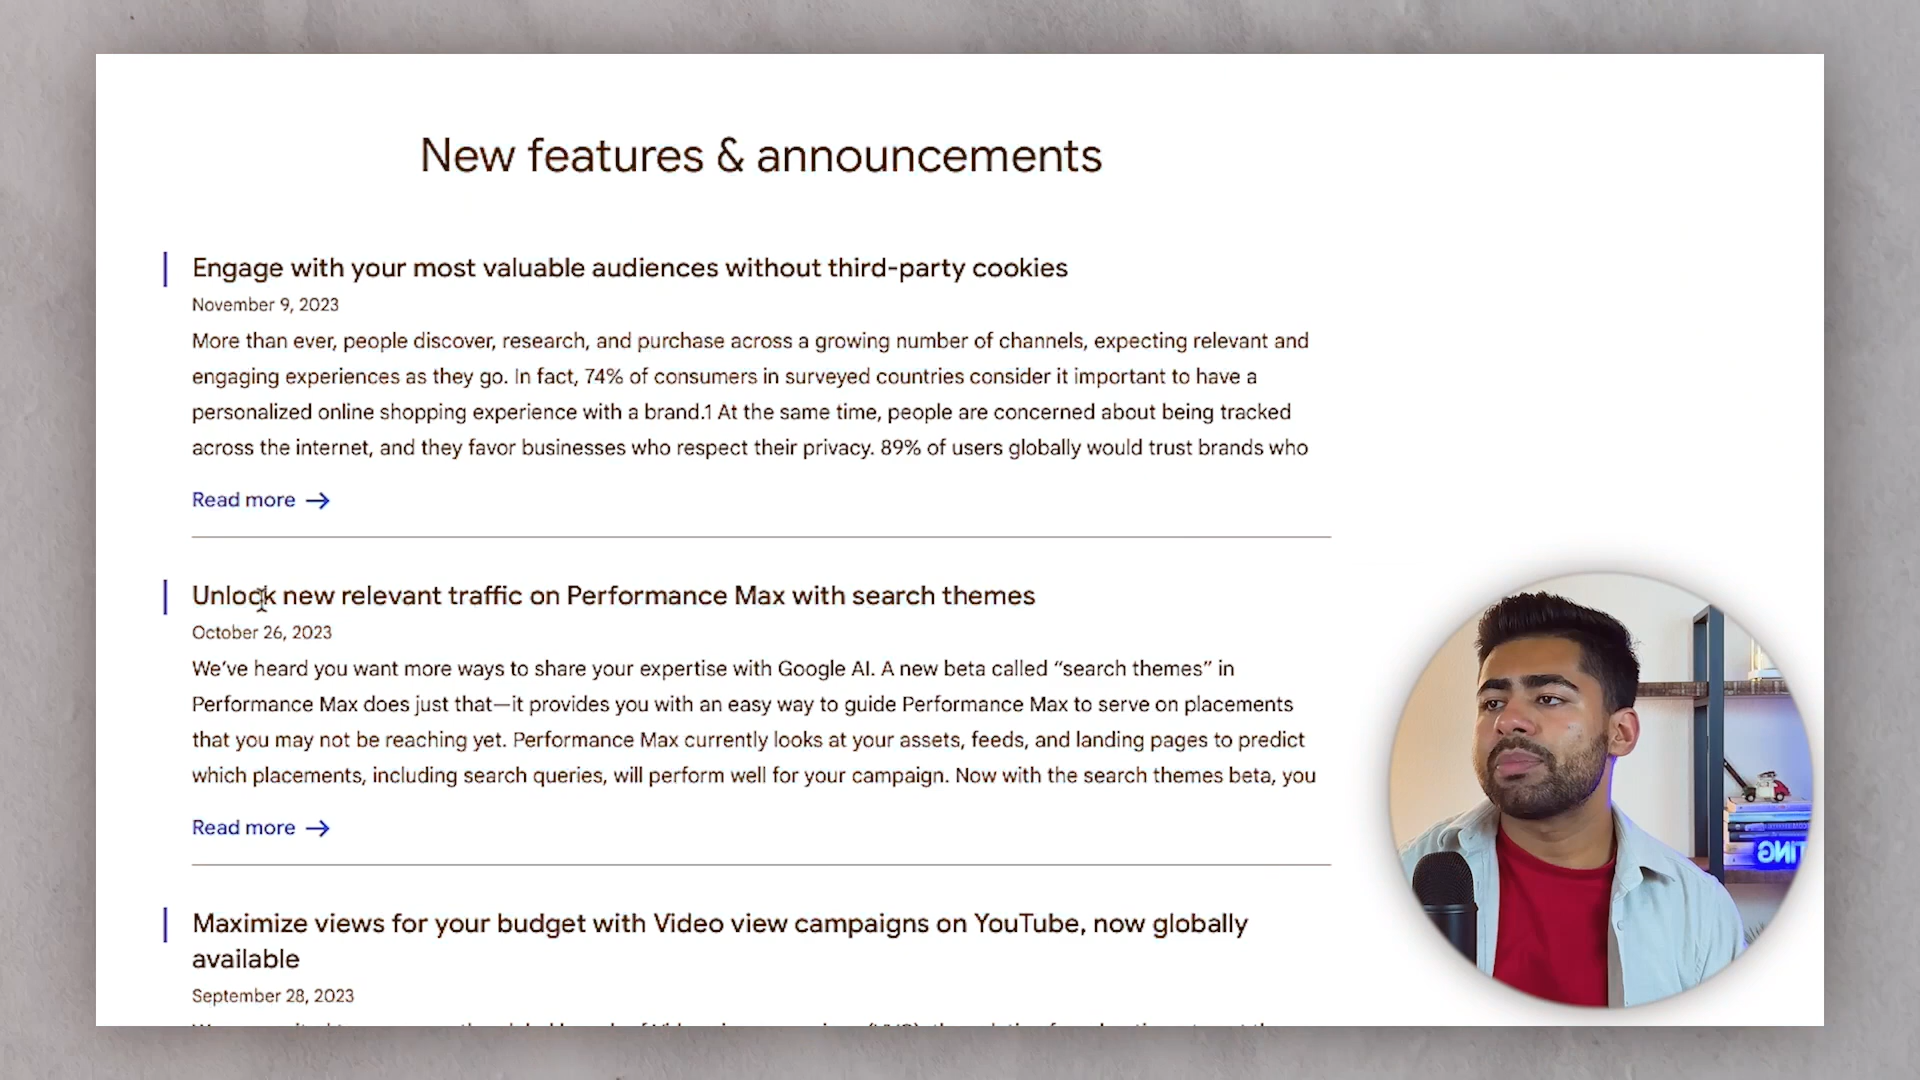 New features & announcements
Engage with your most valuable audiences without third-party cookies
November 9, 2023
More than ever, people discover, research, and purchase across a growing number of channels, expecting relevant and
engaging experiences as they go. In fact, 74% of consumers in surveyed countries consider it important to have a
personalized online shopping experience with a brand.1 At the same time, people are concerned about being tracked
across the internet, and they favor businesses who respect their privacy. 89% of users globally would trust brands who
Read more →
Unlock new relevant traffic on Performance Max with search themes
October 26, 2023
We’ve heard you want more ways to share your expertise with Google AI. A new beta called “search themes” in
Performance Max does just that—it provides you with an easy way to guide Performance Max to serve on placements
that you may not be reaching yet. Performance Max currently looks at your assets, feeds, and landing pages to predict
which placements, including search queries, will perform well for your campaign. Now with the search themes beta, you
Read more →
Maximize views for your budget with Video view campaigns on YouTube, now globally
available
September 28, 2023